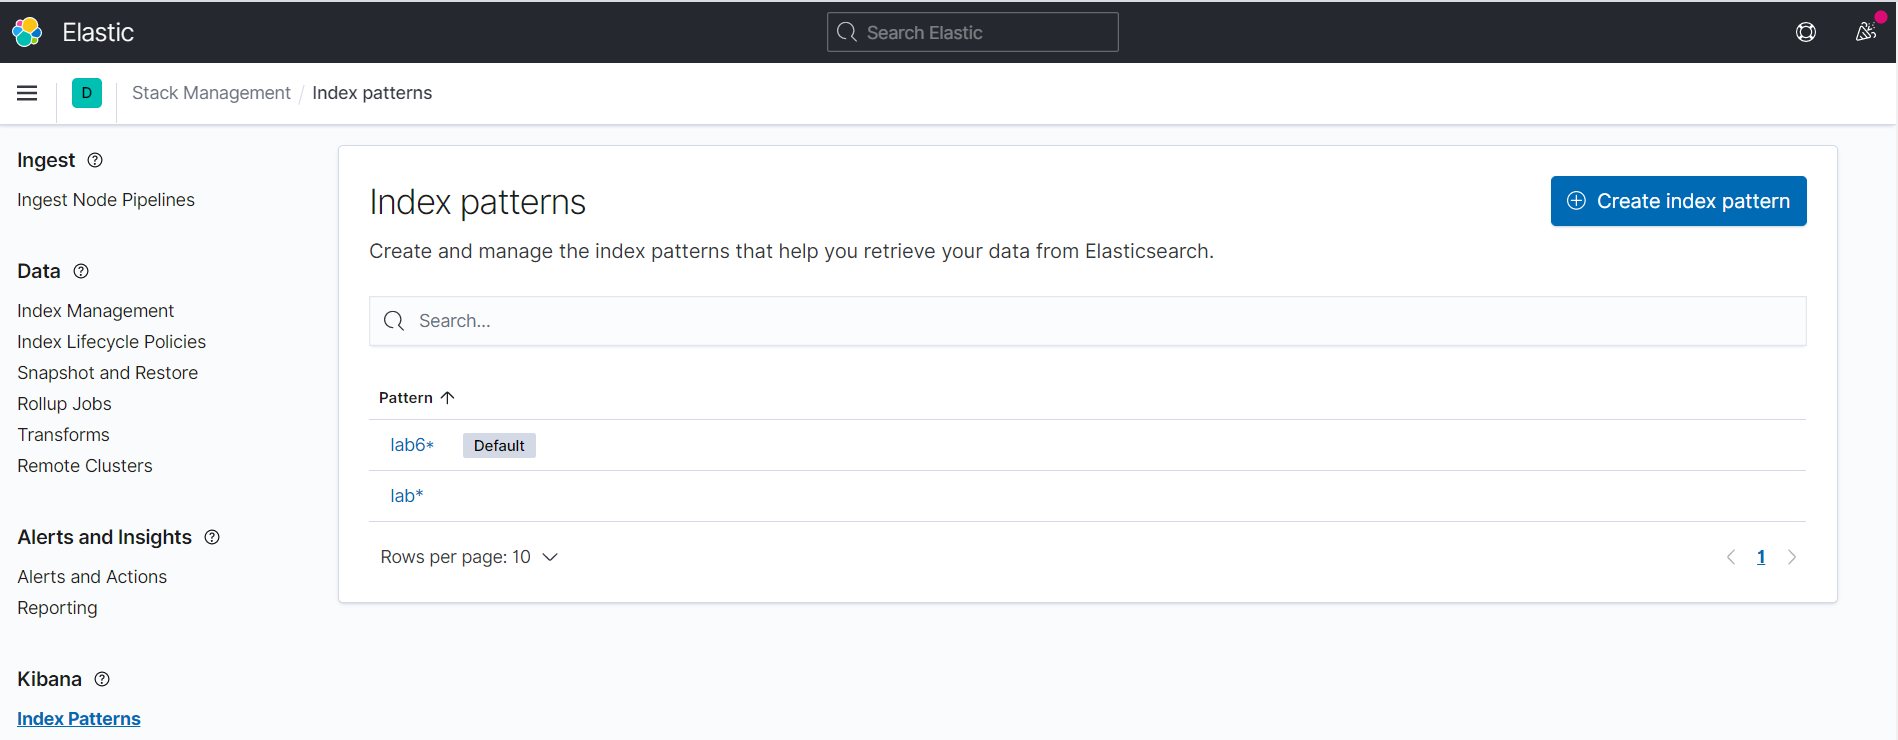 Elastic
Search Elastic
D
Stack Management / Index patterns
Ingest
Ingest Node Pipelines
Data
Index Management
Index Lifecycle Policies
Snapshot and Restore
Rollup Jobs
Transforms
Remote Clusters
Alerts and Insights
Alerts and Actions
Reporting
Kibana
Index Patterns
Index patterns
Create index pattern
Create and manage the index patterns that help you retrieve your data from Elasticsearch.
Search...
Pattern
lab6* Default
lab*
Rows per page: 10
1